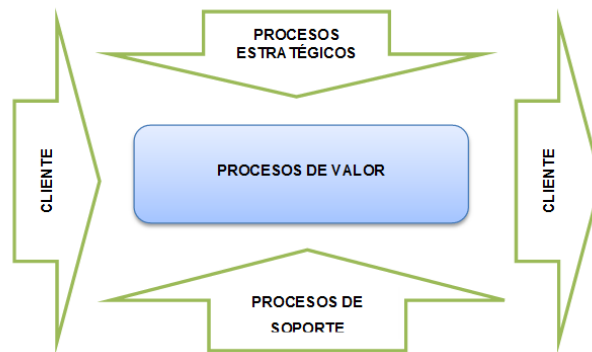 PROCESOS
ESTRATÉGICOS
CLIENTE
PROCESOS DE VALOR
CLIENTE
PROCESOS DE
SOPORTE